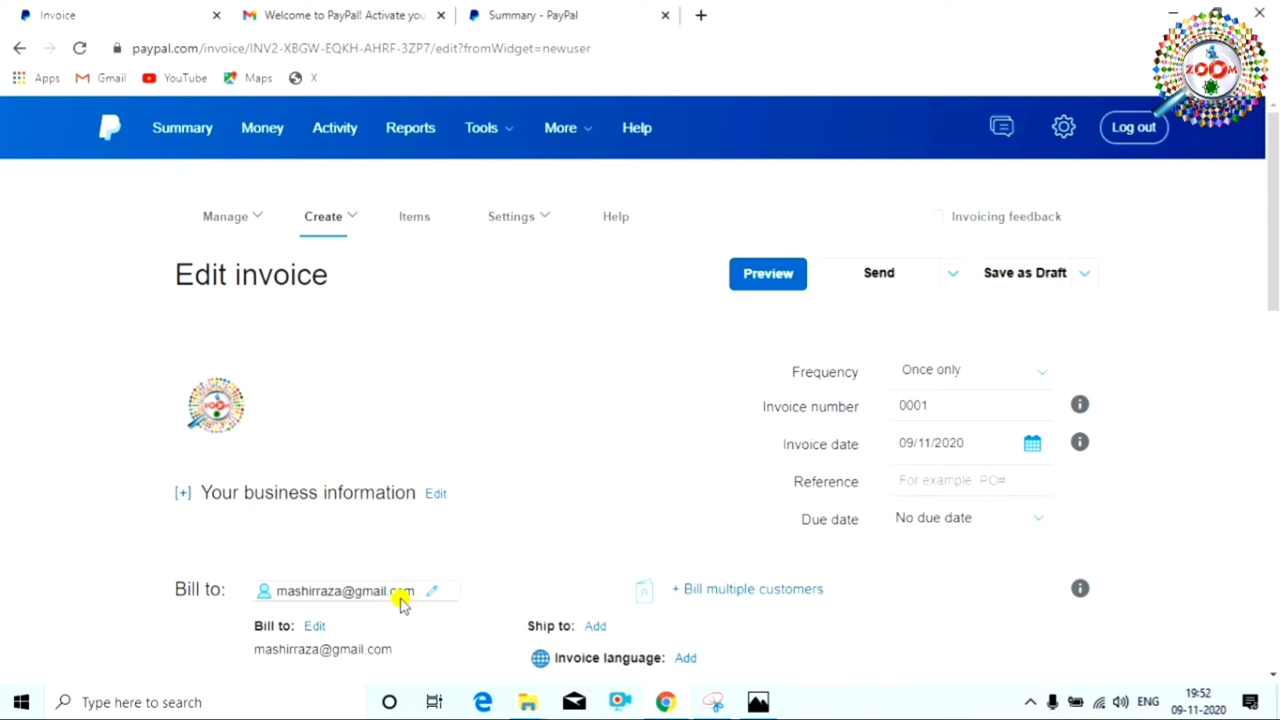 Invoice
Welcome to PayPal! Activate you
Summary - PayPal
paypal.com/invoice/INV2-XBGW-EQKH-AHRF-3ZP7/edit?fromWidget=newuser
Apps Gmail YouTube Maps X
ZOOM
Summary Money Activity Reports Tools More Help Log out
Manage Create Items Settings Help Invoicing feedback
Edit invoice Preview Send Save as Draft
Frequency Once only
Invoice number 0001
ZOOM
Invoice date 09/11/2020
Reference For example PO#
[+] Your business information Edit
Due date No due date
Bill to: mashirraza@gmail.com + Bill multiple customers
Bill to: Edit Ship to: Add
mashirraza@gmail.com
Invoice language: Add
Type here to search
ENG
19:52
09-11-2020